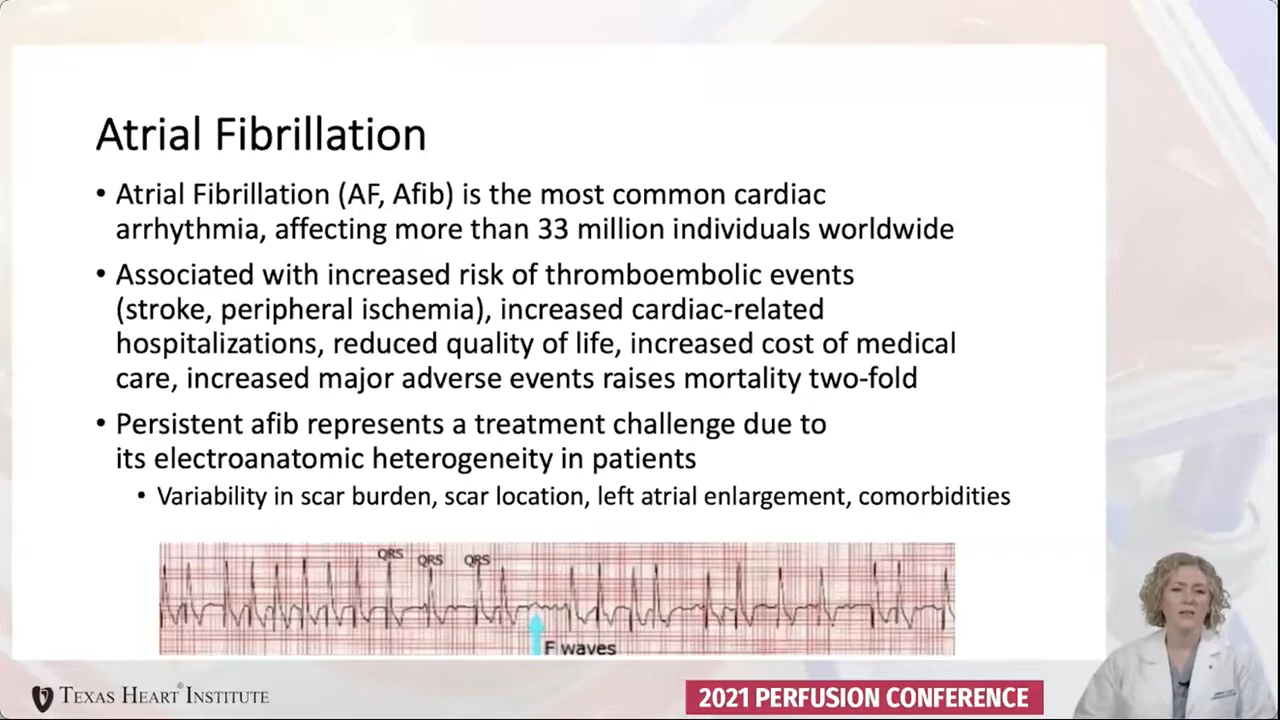 Atrial Fibrillation
• Atrial Fibrillation (AF, Afib) is the most common cardiac
arrhythmia, affecting more than 33 million individuals worldwide
• Associated with increased risk of thromboembolic events
(stroke, peripheral ischemia), increased cardiac-related
hospitalizations, reduced quality of life, increased cost of medical
care, increased major adverse events raises mortality two-fold
• Persistent afib represents a treatment challenge due to
its electroanatomic heterogeneity in patients
• Variability in scar burden, scar location, left atrial enlargement, comorbidities
QRS QRS QRS
F waves
TEXAS HEART® INSTITUTE
2021 PERFUSION CONFERENCE